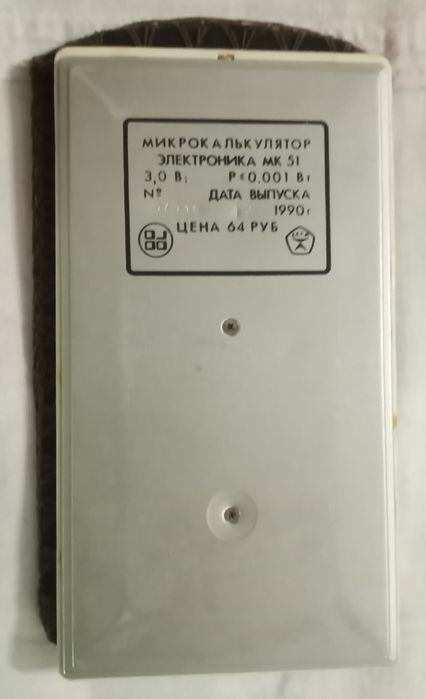 МИКРОКАЛЬКУЛЯТОР
ЭЛЕКТРОНИКА МК 51
3,0 В; Р≤0,001 Вт
№ ДАТА ВЫПУСКА
1990г
ЦЕНА 64 РУБ